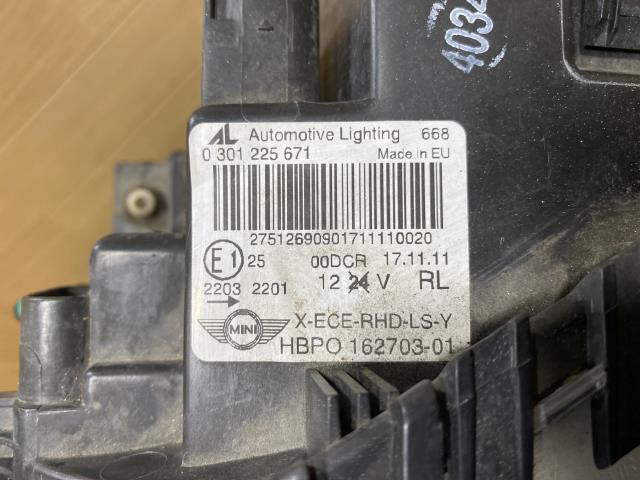 4034
AL Automotive Lighting 668
0 301 225 671 Made in EU
27512690901711110020
E1 25 00DCR 17.11.11
2203 2201 12 24 V RL
MINI X-ECE-RHD-LS-Y
HBPO 162703-01